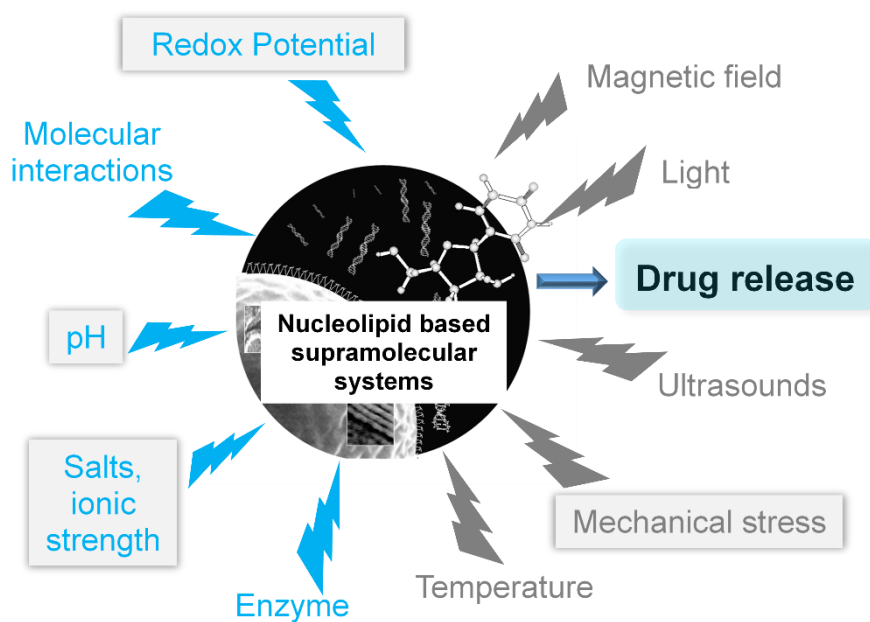 Redox Potential
Magnetic field
Molecular
interactions
Light
Drug release
Nucleolipid based
supramolecular
systems
pH
Ultrasounds
Salts,
ionic
strength
Mechanical stress
Temperature
Enzyme